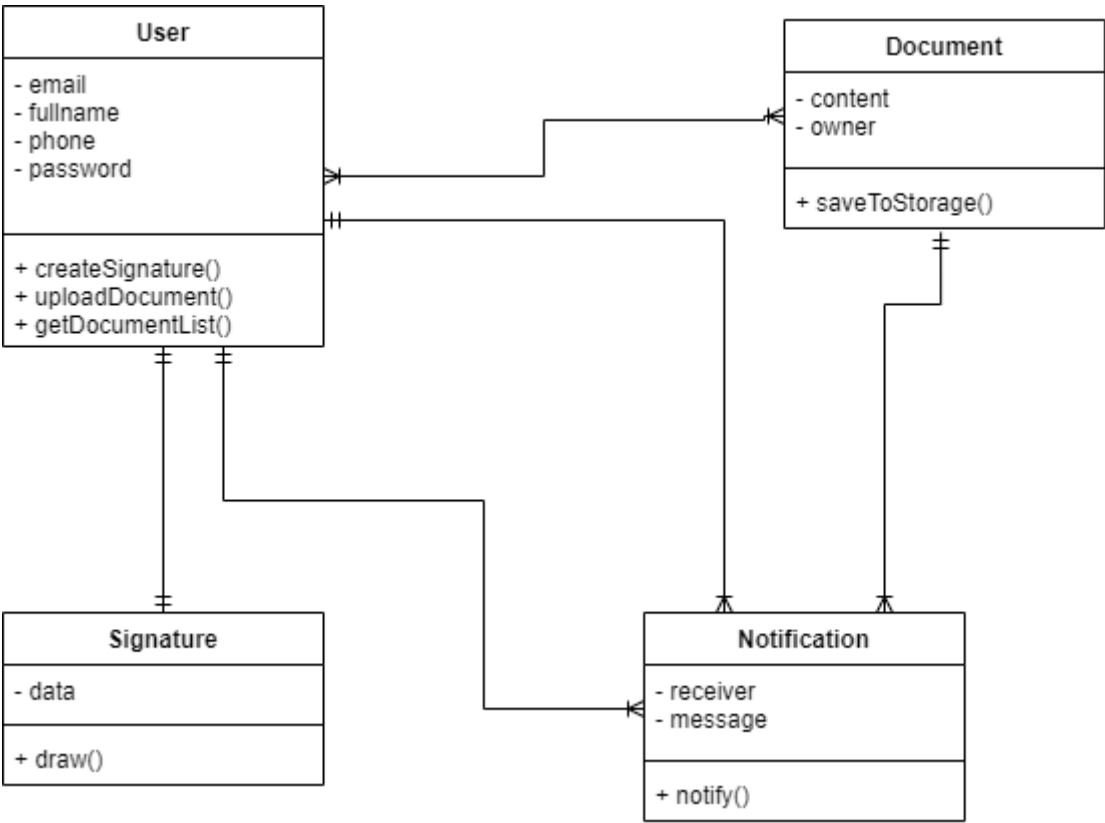 User
- email
- fullname
- phone
- password
+ createSignature()
+ uploadDocument()
+ getDocumentList()
Document
- content
- owner
+ saveToStorage()
Signature
- data
+ draw()
Notification
- receiver
- message
+ notify()